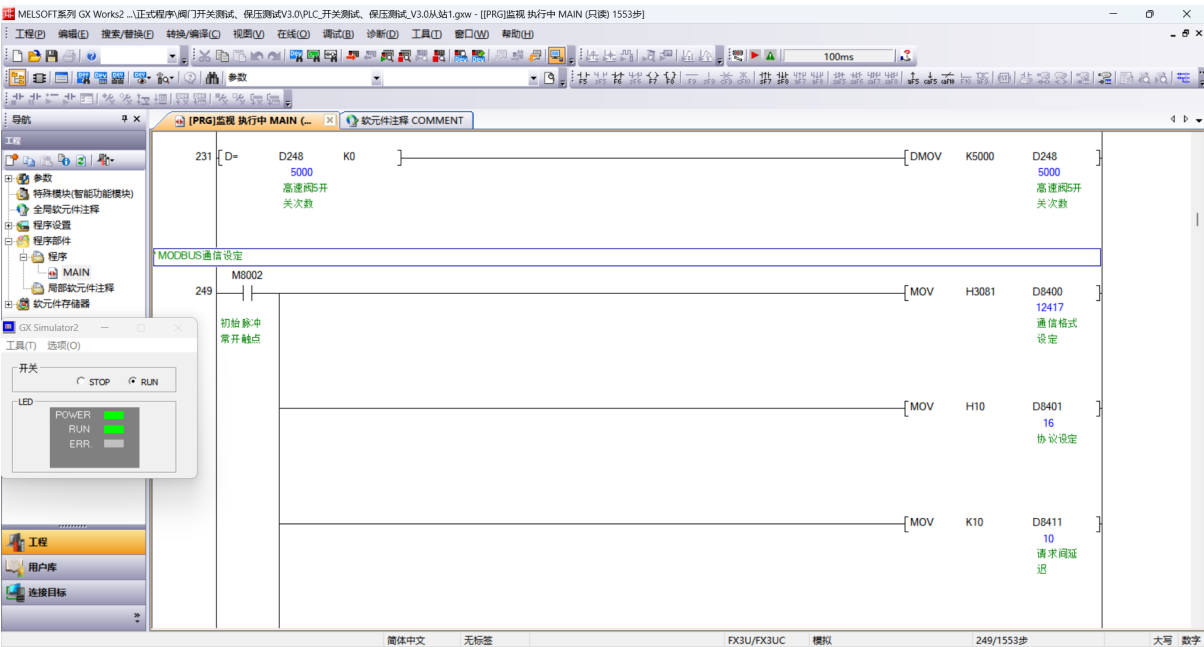 MELSOFT系列 GX Works2 ...\正式程序\阀门开关测试、保压测试V3.0\PLC_开关测试、保压测试_V3.0从站1.gxw - [[PRG]监视 执行中 MAIN (只读) 1553步]
工程(P) 编辑(E) 搜索/替换(F) 转换/编译(C) 视图(V) 在线(O) 调试(B) 诊断(D) 工具(T) 窗口(W) 帮助(H)
100ms
参数
导航
[PRG]监视 执行中 MAIN (...
软元件注释 COMMENT
工程
参数
特殊模块(智能功能模块)
全局软元件注释
程序设置
程序部件
程序
MAIN
局部软元件注释
软元件存储器
GX Simulator2
工具(T) 选项(O)
开关
STOP RUN
LED
POWER
RUN
ERR.
工程
用户库
连接目标
231 D= D248 K0 DMOV K5000 D248
5000 5000
高速阀5开 高速阀5开
关次数 关次数
MODBUS通信设定
M8002
249 MOV H3081 D8400
12417
初始脉冲 通信格式
常开触点 设定
MOV H10 D8401
16
协议设定
MOV K10 D8411
10
请求间延
迟
简体中文 无标签 FX3U/FX3UC 模拟 249/1553步 大写 数字